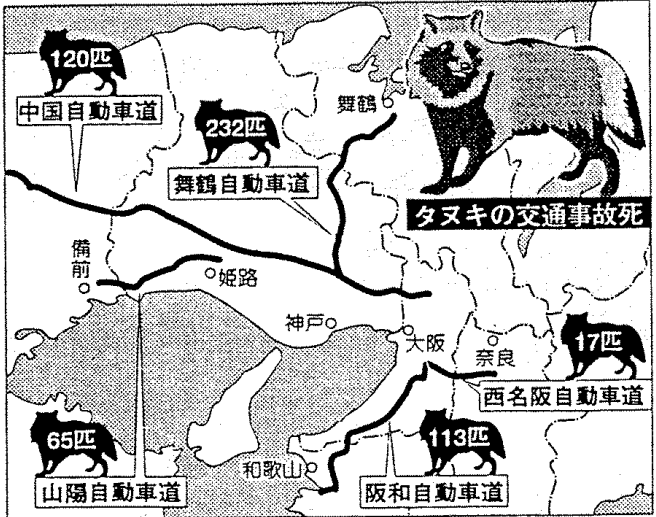 タヌキの交通事故死
120匹
中国自動車道
232匹
舞鶴自動車道
舞鶴
備前
姫路
神戸
大阪
奈良
17匹
西名阪自動車道
65匹
山陽自動車道
和歌山
113匹
阪和自動車道